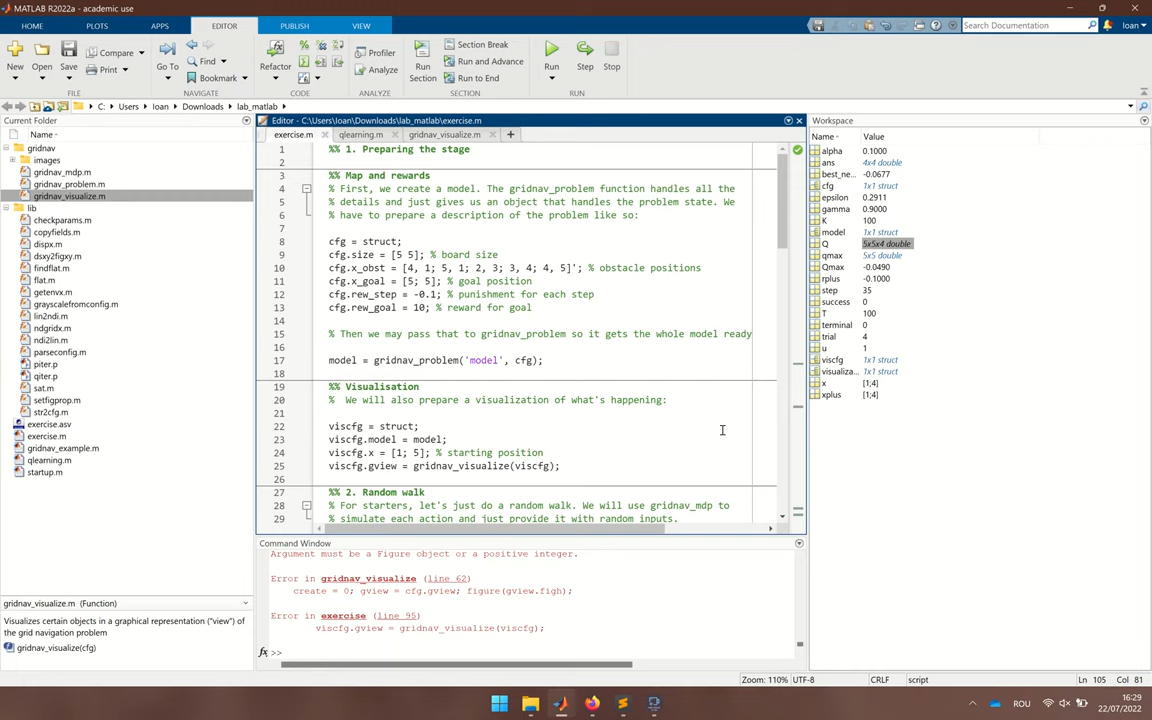 MATLAB R2022a - academic use
HOME PLOTS APPS EDITOR PUBLISH VIEW
Search Documentation
Ioan
New Open Save Compare Print
Go To Find Bookmark
Refactor
Profiler
Analyze
Run Section
Section Break
Run and Advance
Run to End
Run Step Stop
FILE NAVIGATE CODE ANALYZE SECTION RUN
C: Users Ioan Downloads lab_matlab
Current Folder
Name
gridnav
images
gridnav_mdp.m
gridnav_problem.m
gridnav_visualize.m
lib
checkparams.m
copyfields.m
dispx.m
dsxy2figxy.m
findflat.m
flat.m
getenvx.m
grayscalefromconfig.m
lin2ndi.m
ndgridx.m
ndi2lin.m
parseconfig.m
piter.p
qiter.p
sat.m
setfigprop.m
str2cfg.m
exercise.asv
exercise.m
gridnav_example.m
qlearning.m
startup.m
gridnav_visualize.m (Function)
Visualizes certain objects in a graphical representation ("view") of
the grid navigation problem
gridnav_visualize(cfg)
Editor - C:\Users\Ioan\Downloads\lab_matlab\exercise.m
exercise.m qlearning.m gridnav_visualize.m
1 %% 1. Preparing the stage
2
3 %% Map and rewards
4 % First, we create a model. The gridnav_problem function handles all the
5 % details and just gives us an object that handles the problem state. We
6 % have to prepare a description of the problem like so:
7
8 cfg = struct;
9 cfg.size = [5 5]; % board size
10 cfg.x_obst = [4, 1; 5, 1; 2, 3; 3, 4; 4, 5]'; % obstacle positions
11 cfg.x_goal = [5; 5]; % goal position
12 cfg.rew_step = -0.1; % punishment for each step
13 cfg.rew_goal = 10; % reward for goal
14
15 % Then we may pass that to gridnav_problem so it gets the whole model ready
16
17 model = gridnav_problem('model', cfg);
18
19 %% Visualisation
20 %  We will also prepare a visualization of what's happening:
21
22 viscfg = struct;
23 viscfg.model = model;
24 viscfg.x = [1; 5]; % starting position
25 viscfg.gview = gridnav_visualize(viscfg);
26
27 %% 2. Random walk
28 % For starters, let's just do a random walk. We will use gridnav_mdp to
29 % simulate each action and just provide it with random inputs.
Command Window
Argument must be a Figure object or a positive integer.
Error in gridnav_visualize (line 62)
create = 0; gview = cfg.gview; figure(gview.figh);
Error in exercise (line 95)
viscfg.gview = gridnav_visualize(viscfg);
fx >>
Workspace
Name Value
alpha 0.1000
ans 4x4 double
best_ne... -0.0677
cfg 1x1 struct
epsilon 0.2911
gamma 0.9000
K 100
model 1x1 struct
Q 5x5x4 double
qmax 5x5 double
Qmax -0.0490
rplus -0.1000
step 35
success 0
T 100
terminal 0
trial 4
u 1
viscfg 1x1 struct
visualiza... 1x1 struct
x [1;4]
xplus [1;4]
Zoom: 110% UTF-8 CRLF script Ln 105 Col 81
ROU
16:29
22/07/2022